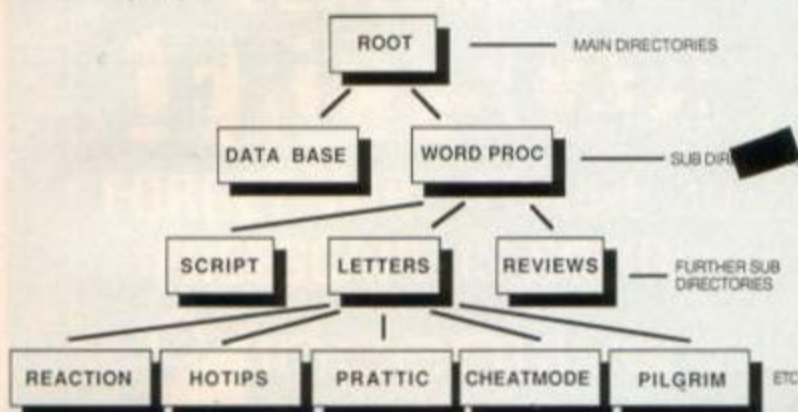 ROOT
MAIN DIRECTORIES
DATA BASE
WORD PROC
SUB
SCRIPT
LETTERS
REVIEWS
FURTHER SUB
DIRECTORIES
REACTION
HOTIPS
PRATTIC
CHEATMODE
PILGRIM
ETC